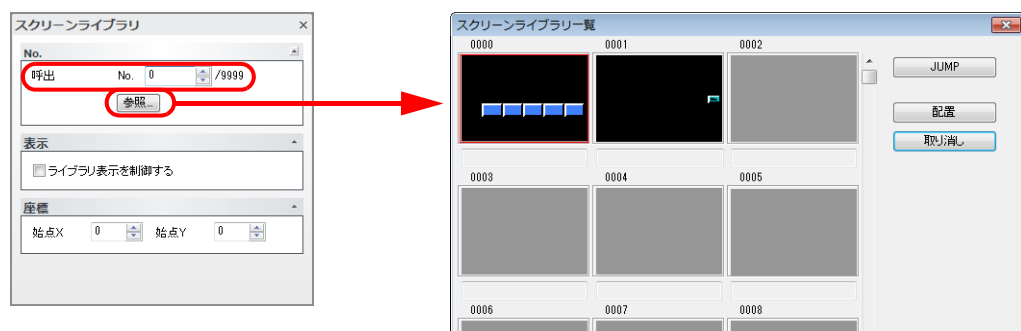 スクリーンライブラリ
No.
呼出 No. 0 /9999
参照...
表示
ライブラリ表示を制御する
座標
始点X 0 始点Y 0
スクリーンライブラリ一覧
0000 0001 0002
JUMP
配置
取り消し
0003 0004 0005
0006 0007 0008